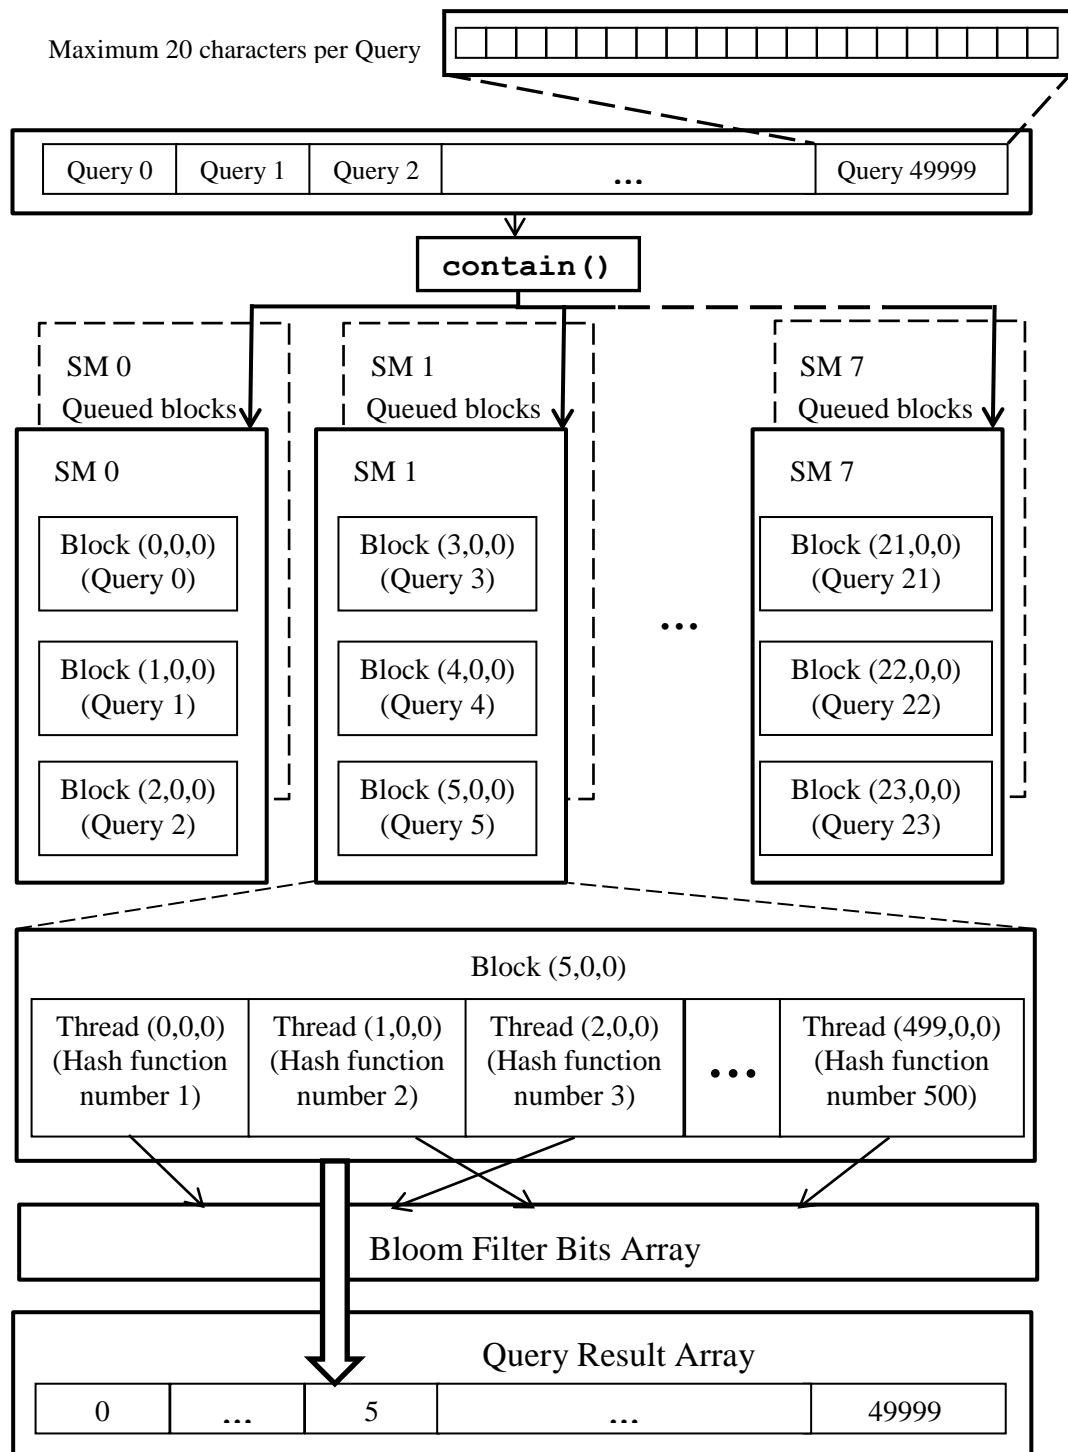 Maximum 20 characters per Query
Query 0 Query 1 Query 2 ... Query 49999
contain()
SM 0 SM 1 SM 7
Queued blocks Queued blocks Queued blocks
SM 0 SM 1 SM 7
Block (0,0,0) Block (3,0,0) Block (21,0,0)
(Query 0) (Query 3) (Query 21)
...
Block (1,0,0) Block (4,0,0) Block (22,0,0)
(Query 1) (Query 4) (Query 22)
Block (2,0,0) Block (5,0,0) Block (23,0,0)
(Query 2) (Query 5) (Query 23)
Block (5,0,0)
Thread (0,0,0) Thread (1,0,0) Thread (2,0,0) Thread (499,0,0)
(Hash function (Hash function (Hash function ... (Hash function
number 1) number 2) number 3) number 500)
Bloom Filter Bits Array
Query Result Array
0 ... 5 ... 49999